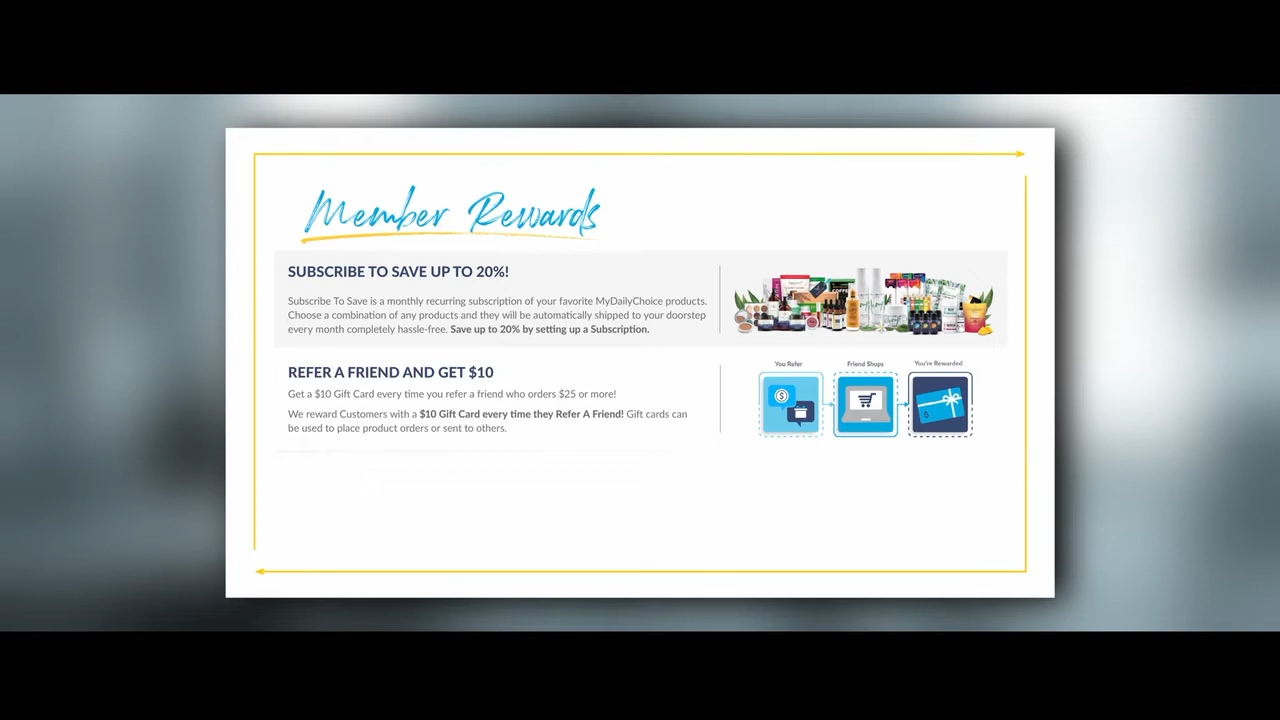 Member Rewards
SUBSCRIBE TO SAVE UP TO 20%!
Subscribe To Save is a monthly recurring subscription of your favorite MyDailyChoice products.
Choose a combination of any products and they will be automatically shipped to your doorstep
every month completely hassle-free. Save up to 20% by setting up a Subscription.
REFER A FRIEND AND GET $10
Get a $10 Gift Card every time you refer a friend who orders $25 or more!
We reward Customers with a $10 Gift Card every time they Refer A Friend! Gift cards can
be used to place product orders or sent to others.
You Refer
Friend Shops
You're Rewarded